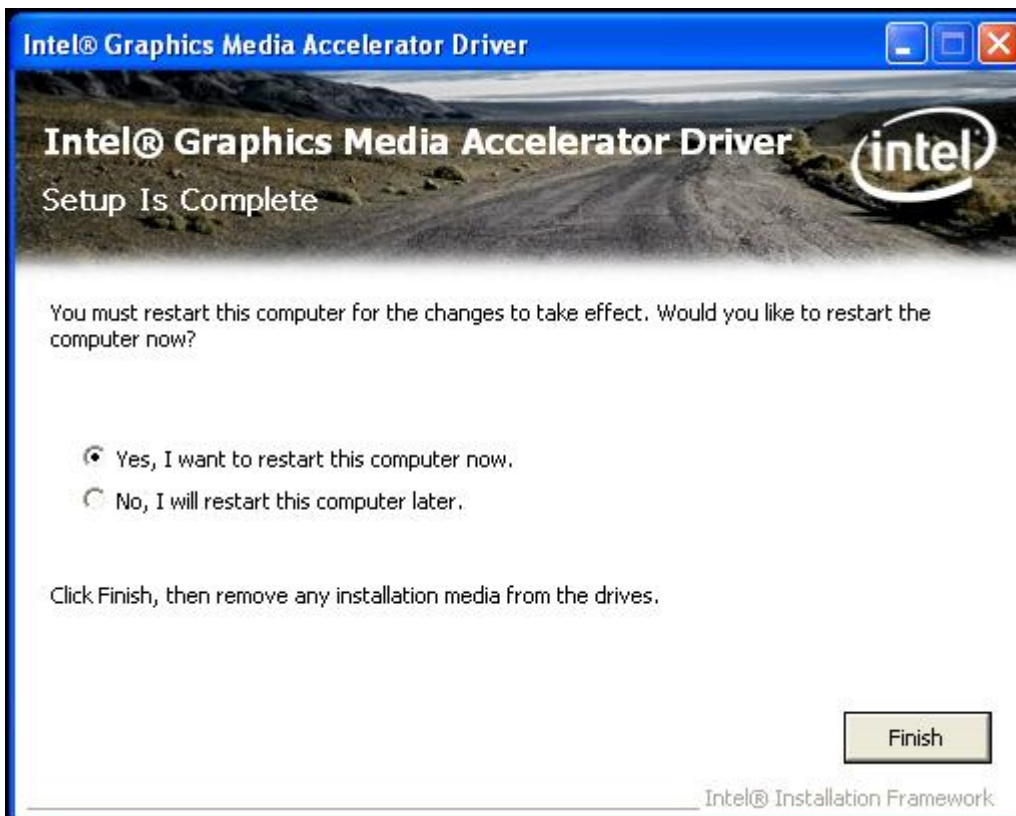 Intel® Graphics Media Accelerator Driver
Intel® Graphics Media Accelerator Driver
intel
Setup Is Complete
You must restart this computer for the changes to take effect. Would you like to restart the
computer now?
Yes, I want to restart this computer now.
No, I will restart this computer later.
Click Finish, then remove any installation media from the drives.
Finish
Intel® Installation Framework